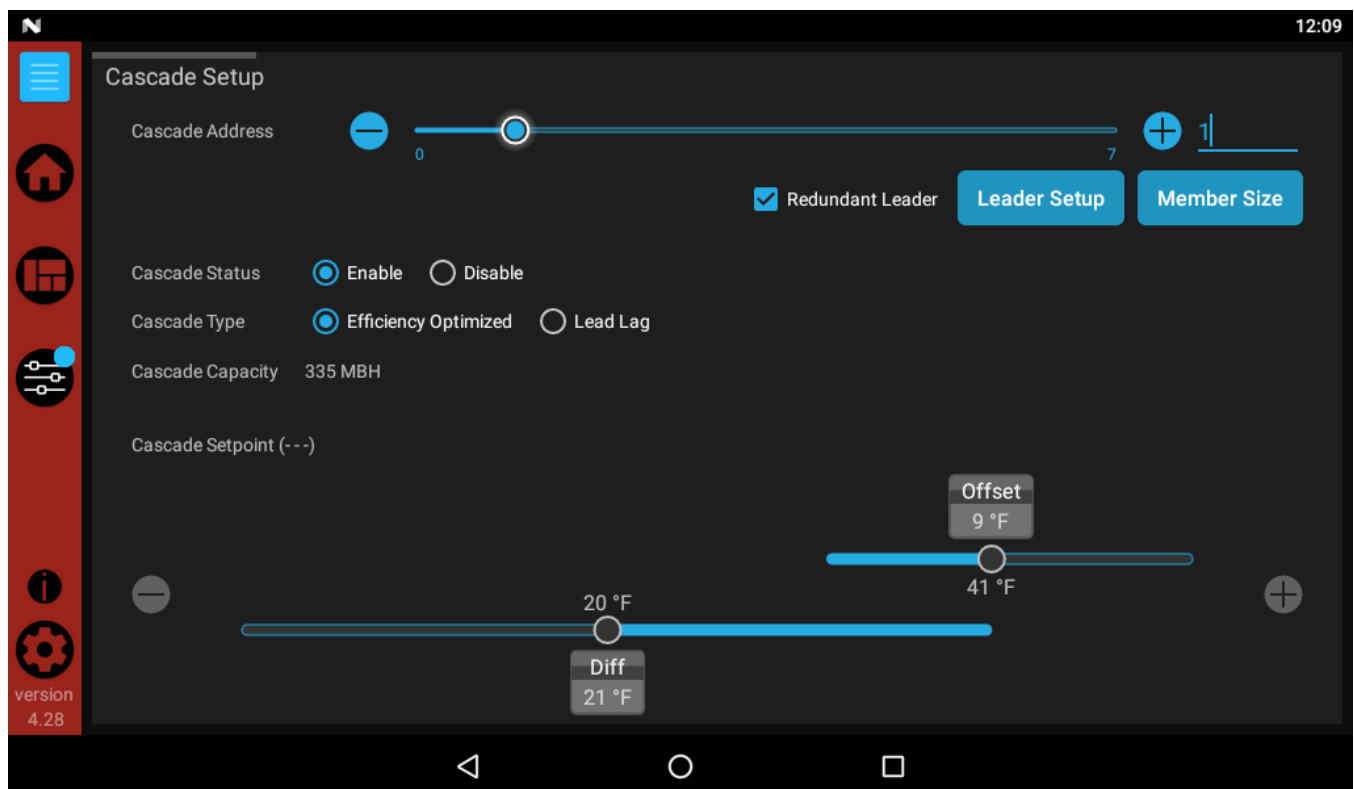 12:09
Cascade Setup
Cascade Address
0
7
1
Redundant Leader
Leader Setup
Member Size
Cascade Status
Enable
Disable
Cascade Type
Efficiency Optimized
Lead Lag
Cascade Capacity
335 MBH
Cascade Setpoint (---)
Offset
9 °F
41 °F
20 °F
Diff
21 °F
version
4.28